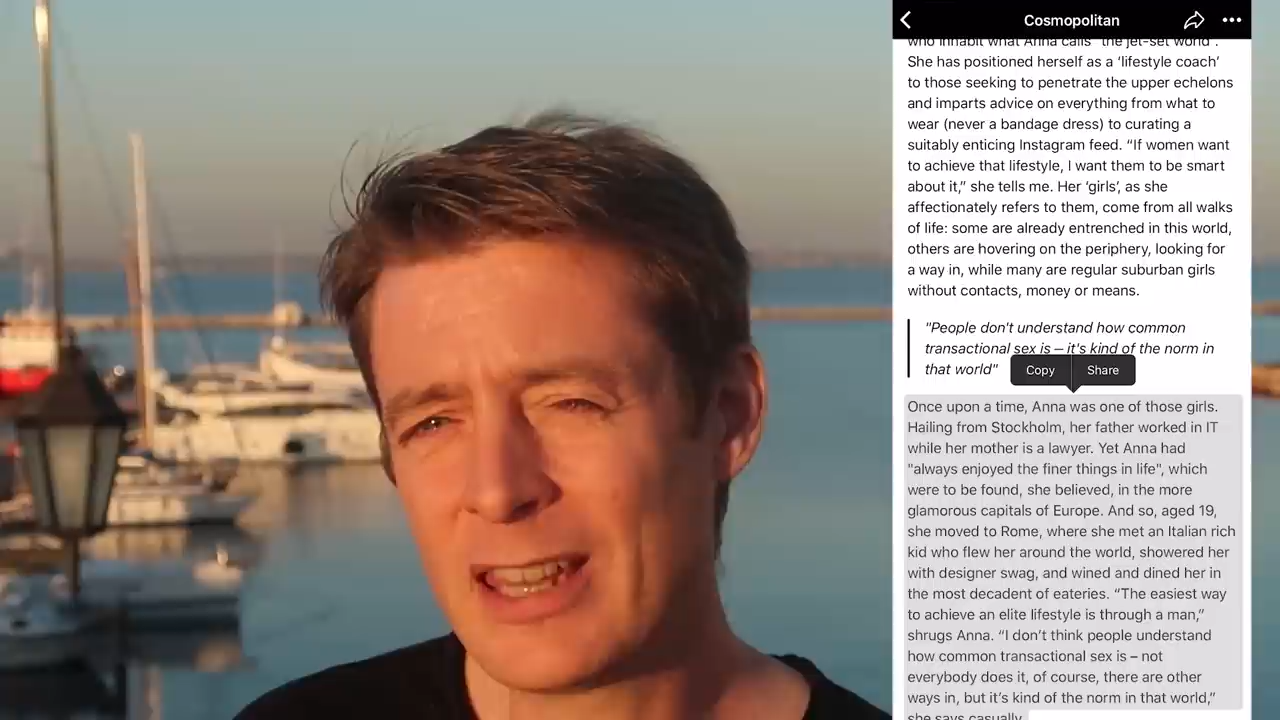 Cosmopolitan
who inhabit what Anna calls "the jet-set world".
She has positioned herself as a ‘lifestyle coach’
to those seeking to penetrate the upper echelons
and imparts advice on everything from what to
wear (never a bandage dress) to curating a
suitably enticing Instagram feed. “If women want
to achieve that lifestyle, I want them to be smart
about it,” she tells me. Her ‘girls’, as she
affectionately refers to them, come from all walks
of life: some are already entrenched in this world,
others are hovering on the periphery, looking for
a way in, while many are regular suburban girls
without contacts, money or means.
"People don't understand how common
transactional sex is – it's kind of the norm in
that world"
Copy
Share
Once upon a time, Anna was one of those girls.
Hailing from Stockholm, her father worked in IT
while her mother is a lawyer. Yet Anna had
"always enjoyed the finer things in life", which
were to be found, she believed, in the more
glamorous capitals of Europe. And so, aged 19,
she moved to Rome, where she met an Italian rich
kid who flew her around the world, showered her
with designer swag, and wined and dined her in
the most decadent of eateries. “The easiest way
to achieve an elite lifestyle is through a man,”
shrugs Anna. “I don’t think people understand
how common transactional sex is – not
everybody does it, of course, there are other
ways in, but it’s kind of the norm in that world,”
she says casually.